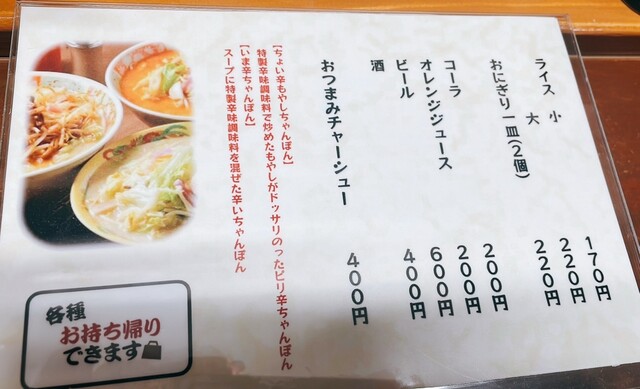 ライス 小 170円
大 220円
おにぎり一皿(2個) 220円
コーラ 200円
オレンジジュース 200円
ビール 600円
酒 400円
おつまみチャーシュー 400円
【ちょい辛もやしちゃんぽん】
特製辛味調味料で炒めたもやしがドッサリのったピリ辛ちゃんぽん
【いま辛ちゃんぽん】
スープに特製辛味調味料を混ぜた辛いちゃんぽん
各種
お持ち帰り
できます